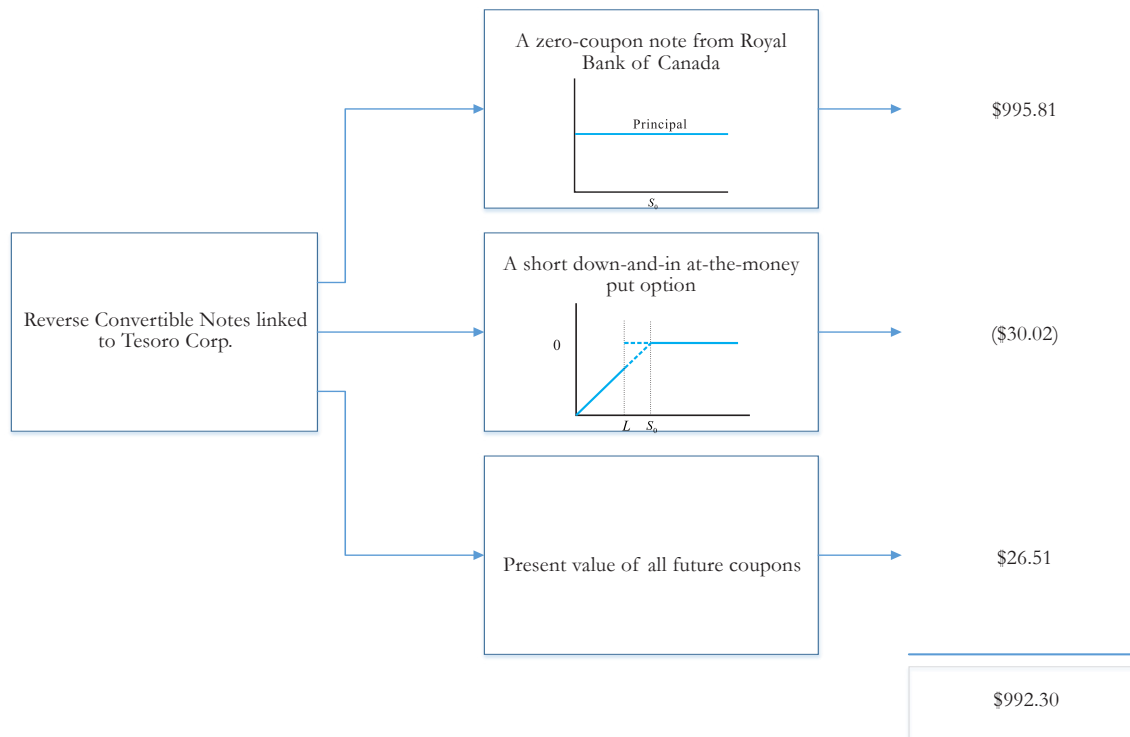 A zero-coupon note from Royal
Bank of Canada
Principal
S₀
$995.81
Reverse Convertible Notes linked
to Tesoro Corp.
A short down-and-in at-the-money
put option
0
L S₀
($30.02)
Present value of all future coupons
$26.51
$992.30